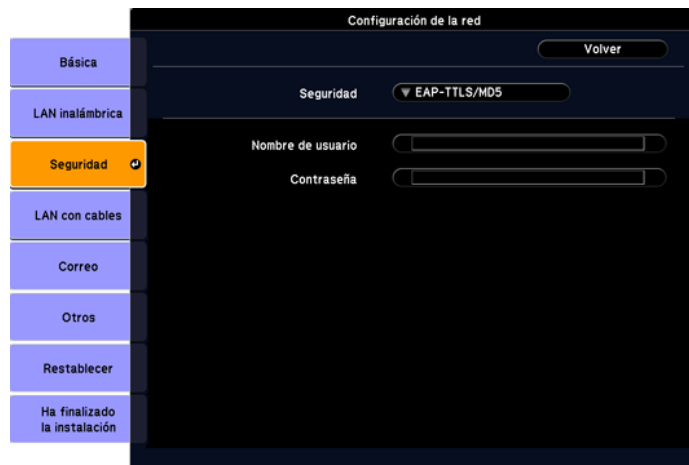 Configuración de la red
Volver
Básica
LAN inalámbrica
Seguridad
LAN con cables
Correo
Otros
Restablecer
Ha finalizado
la instalación
Seguridad
EAP-TTLS/MD5
Nombre de usuario
Contraseña